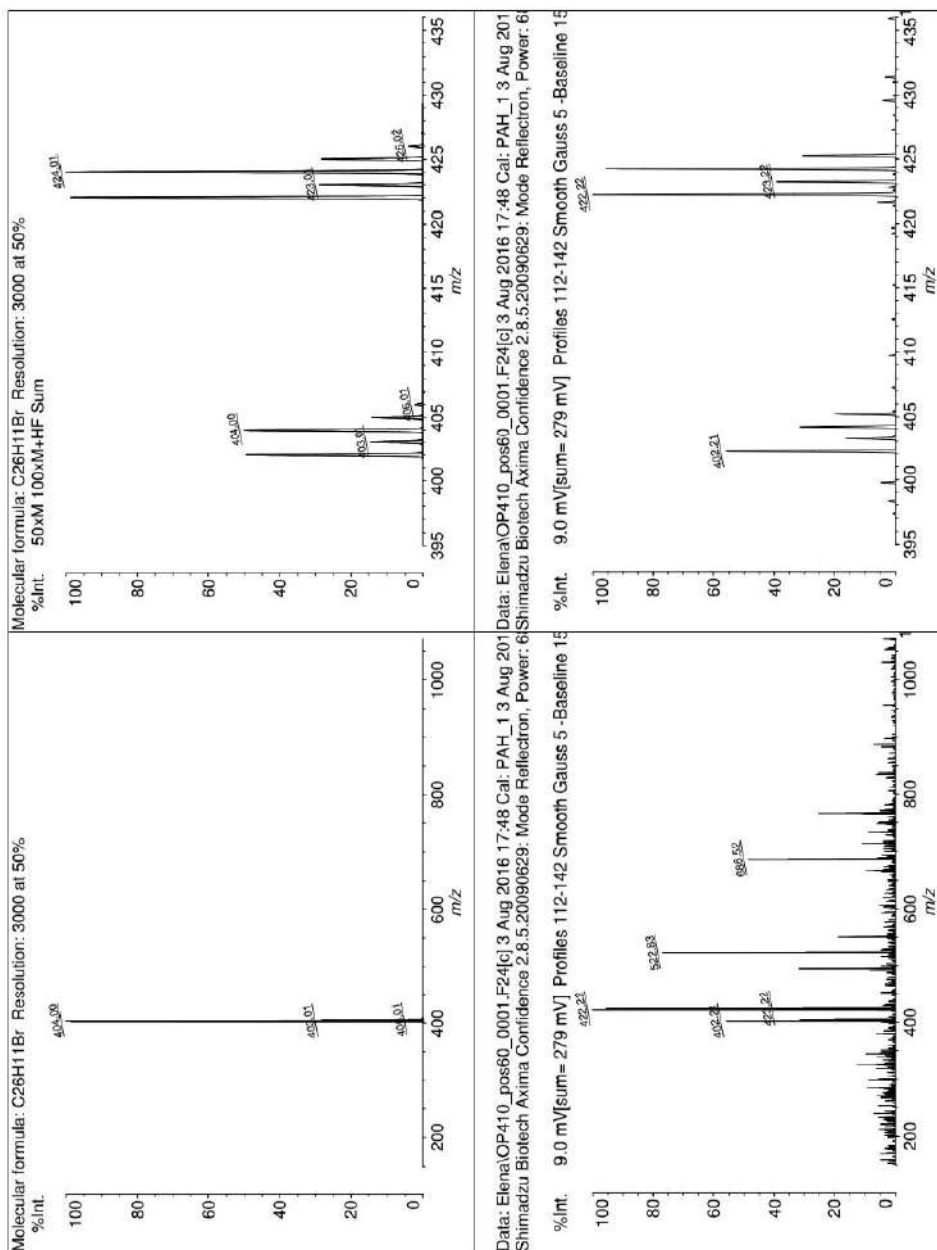 Molecular formula: C26H11Br Resolution: 3000 at 50%
%Int.
404.00
100
80
60
40
403.01
20
406.01
0
200 400 600 800 1000
m/z
Molecular formula: C26H11Br Resolution: 3000 at 50%
%Int. 50xM 100xM+HF Sum
424.01
100
80
60
404.00
40
423.01
20
403.01
406.01
426.02
0
395 400 405 410 415 420 425 430 435
m/z
Data: Elena\OP410_pos60_0001.F24[c] 3 Aug 2016 17:48 Cal: PAH_1 3 Aug 201
Shimadzu Biotech Axima Confidence 2.8.5.20090629: Mode Reflectron, Power: 6
%Int. 9.0 mV[sum= 279 mV] Profiles 112-142 Smooth Gauss 5 -Baseline 15
422.22
100
522.63
80
402.21
60
686.52
423.22
40
20
0
200 400 600 800 1000
m/z
Data: Elena\OP410_pos60_0001.F24[c] 3 Aug 2016 17:48 Cal: PAH_1 3 Aug 201
Shimadzu Biotech Axima Confidence 2.8.5.20090629: Mode Reflectron, Power: 6
%Int. 9.0 mV[sum= 279 mV] Profiles 112-142 Smooth Gauss 5 -Baseline 15
422.22
100
80
402.21
60
423.22
40
20
0
395 400 405 410 415 420 425 430 435
m/z